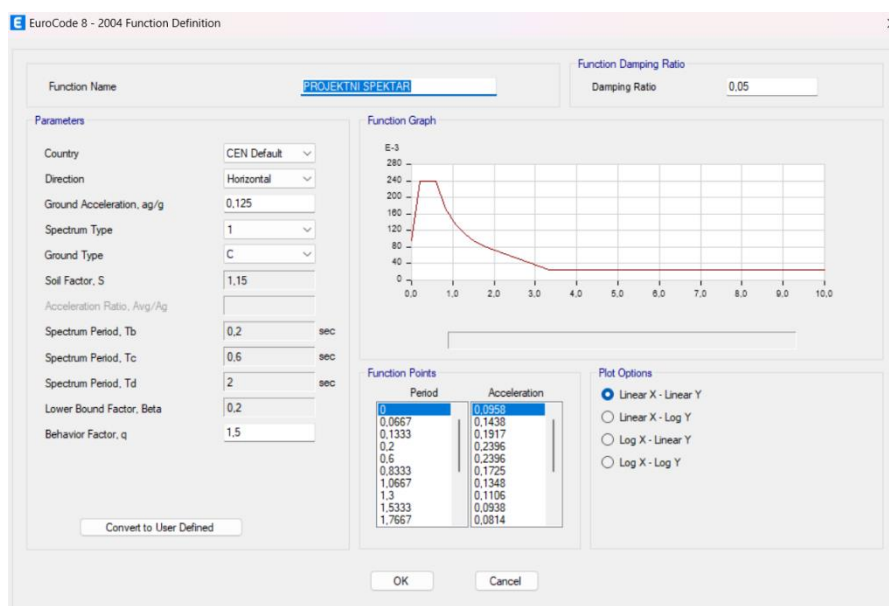 EuroCode 8 - 2004 Function Definition
Function Name
PROJEKTNI SPEKTAR
Function Damping Ratio
Damping Ratio
0,05
Parameters
Country
CEN Default
Direction
Horizontal
Ground Acceleration, ag/g
0,125
Spectrum Type
1
Ground Type
C
Soil Factor, S
1,15
Acceleration Ratio, Avg/Ag
Spectrum Period, Tb
0,2
sec
Spectrum Period, Tc
0,6
sec
Spectrum Period, Td
2
sec
Lower Bound Factor, Beta
0,2
Behavior Factor, q
1,5
Convert to User Defined
Function Graph
E-3
280
240
200
160
120
80
40
0
0,0 1,0 2,0 3,0 4,0 5,0 6,0 7,0 8,0 9,0 10,0
Function Points
Period Acceleration
0 0,0958
0,0667 0,1438
0,1333 0,1917
0,2 0,2396
0,6 0,2396
0,8333 0,1725
1,0667 0,1348
1,3 0,1106
1,5333 0,0938
1,7667 0,0814
Plot Options
Linear X - Linear Y
Linear X - Log Y
Log X - Linear Y
Log X - Log Y
OK
Cancel